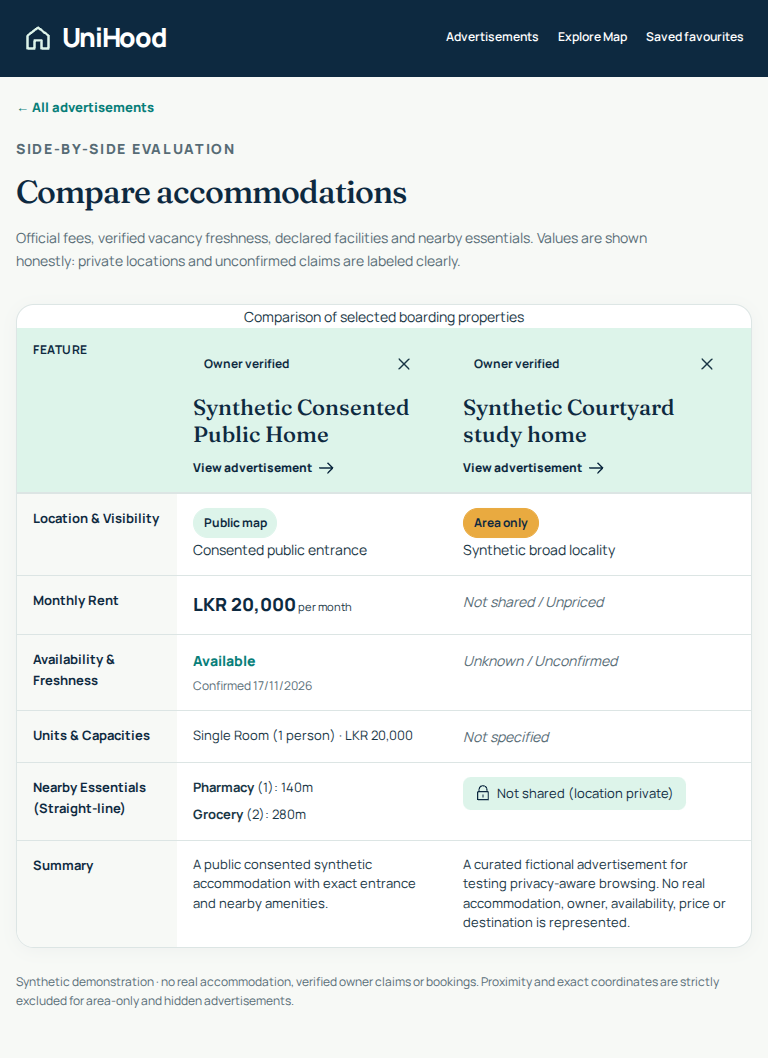 UniHood
Advertisements Explore Map Saved favourites
← All advertisements
SIDE-BY-SIDE EVALUATION
Compare accommodations
Official fees, verified vacancy freshness, declared facilities and nearby essentials. Values are shown
honestly: private locations and unconfirmed claims are labeled clearly.
Comparison of selected boarding properties
FEATURE
Owner verified
Synthetic Consented
Public Home
View advertisement →
Owner verified
Synthetic Courtyard
study home
View advertisement →
Location & Visibility
Public map
Consented public entrance
Area only
Synthetic broad locality
Monthly Rent
LKR 20,000 per month
Not shared / Unpriced
Availability &
Freshness
Available
Confirmed 17/11/2026
Unknown / Unconfirmed
Units & Capacities
Single Room (1 person) · LKR 20,000
Not specified
Nearby Essentials
(Straight-line)
Pharmacy (1): 140m
Grocery (2): 280m
Not shared (location private)
Summary
A public consented synthetic
accommodation with exact entrance
and nearby amenities.
A curated fictional advertisement for
testing privacy-aware browsing. No real
accommodation, owner, availability, price or
destination is represented.
Synthetic demonstration · no real accommodation, verified owner claims or bookings. Proximity and exact coordinates are strictly
excluded for area-only and hidden advertisements.